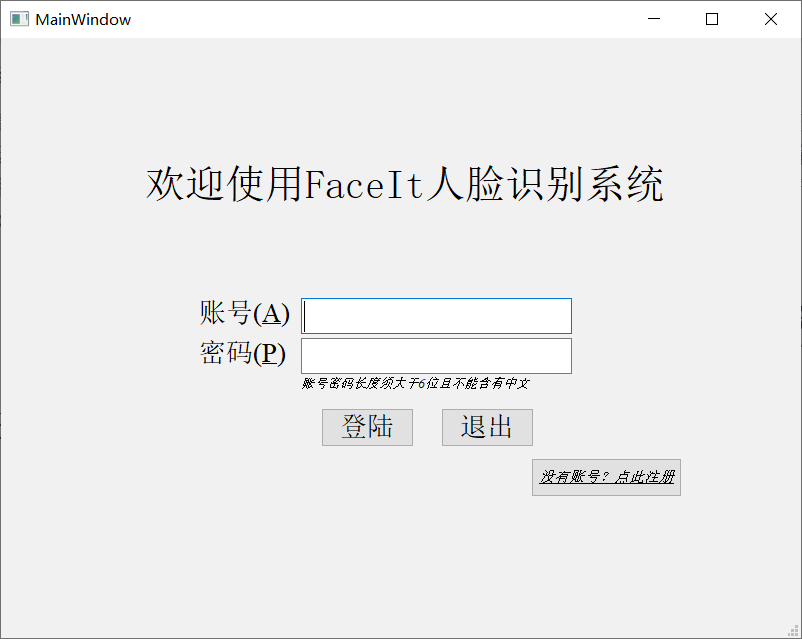 MainWindow
欢迎使用FaceIt人脸识别系统
账号(A)
密码(P)
账号密码长度须大于6位且不能含有中文
登陆 退出
没有账号？点此注册